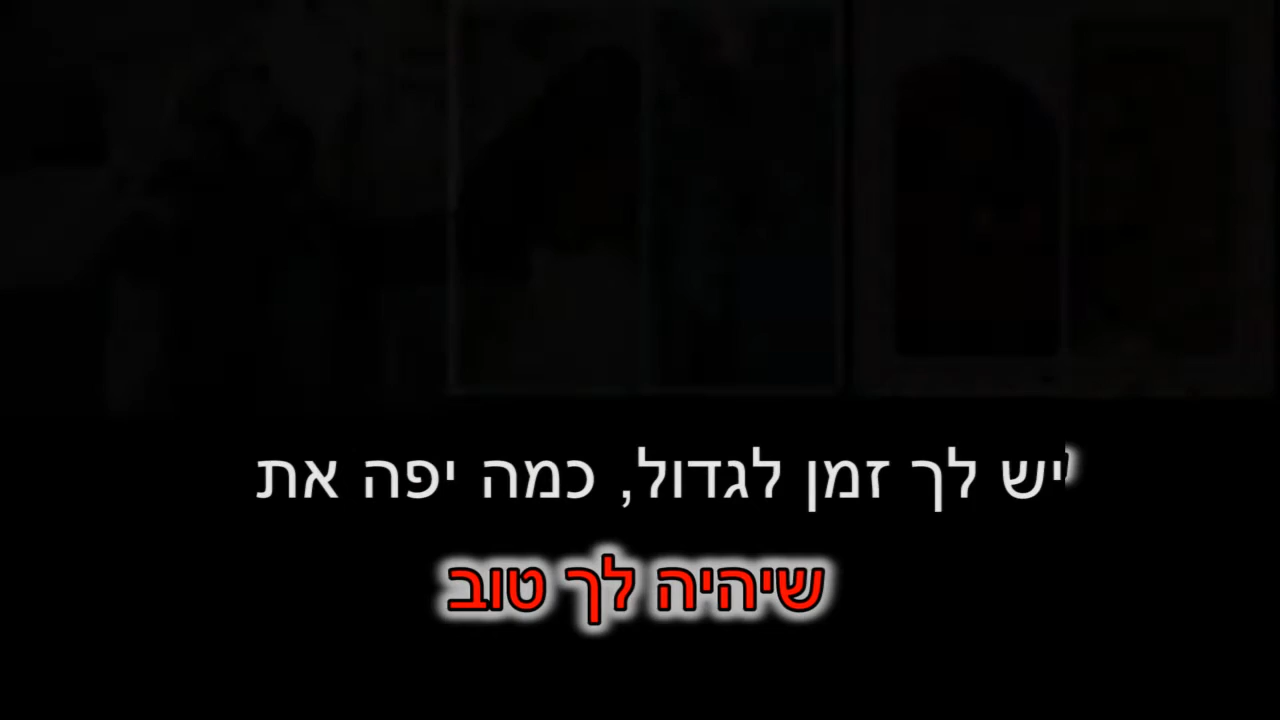 יש לך זמן לגדול, כמה יפה את
שיהיה לך טוב